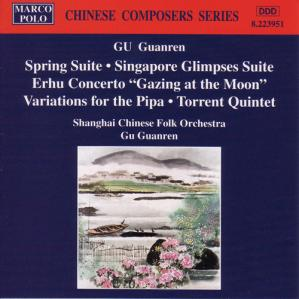 MARCO
POLO
CHINESE COMPOSERS SERIES
DDD
8.223951
GU Guanren
Spring Suite • Singapore Glimpses Suite
Erhu Concerto “Gazing at the Moon”
Variations for the Pipa • Torrent Quintet
Shanghai Chinese Folk Orchestra
Gu Guanren